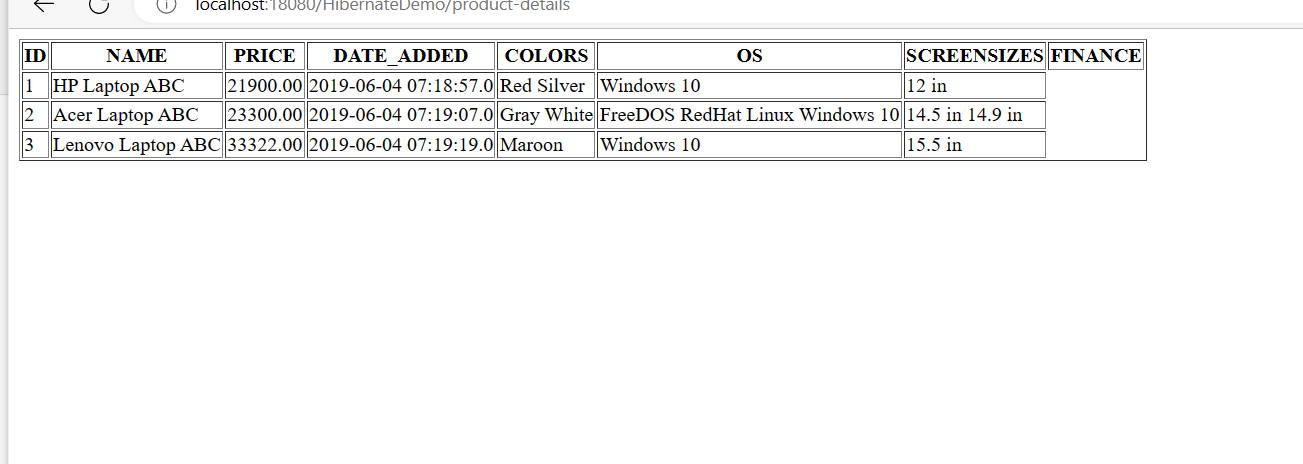 localhost:18080/HibernateDemo/product-details
ID NAME PRICE DATE_ADDED COLORS OS SCREENSIZES FINANCE
1 HP Laptop ABC 21900.00 2019-06-04 07:18:57.0 Red Silver Windows 10 12 in
2 Acer Laptop ABC 23300.00 2019-06-04 07:19:07.0 Gray White FreeDOS RedHat Linux Windows 10 14.5 in 14.9 in
3 Lenovo Laptop ABC 33322.00 2019-06-04 07:19:19.0 Maroon Windows 10 15.5 in